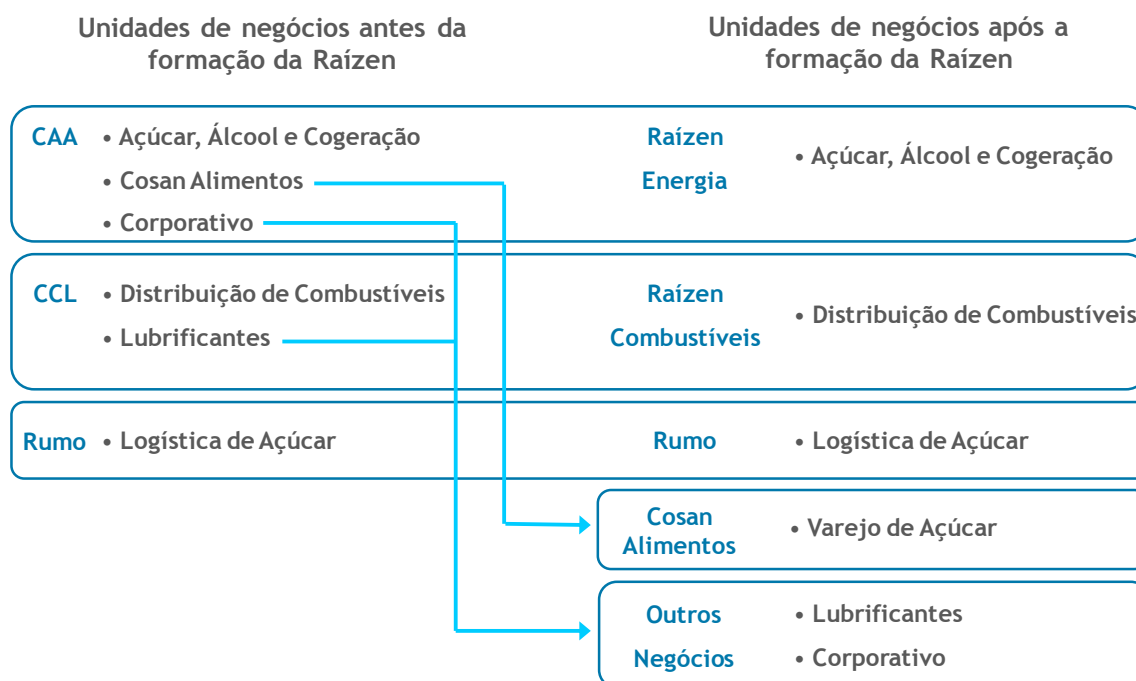 Unidades de negócios antes da
formação da Raízen
Unidades de negócios após a
formação da Raízen
CAA
• Açúcar, Álcool e Cogeração
• Cosan Alimentos
• Corporativo
Raízen
Energia
• Açúcar, Álcool e Cogeração
CCL
• Distribuição de Combustíveis
• Lubrificantes
Raízen
Combustíveis
• Distribuição de Combustíveis
Rumo
• Logística de Açúcar
Rumo
• Logística de Açúcar
Cosan
Alimentos
• Varejo de Açúcar
Outros
Negócios
• Lubrificantes
• Corporativo